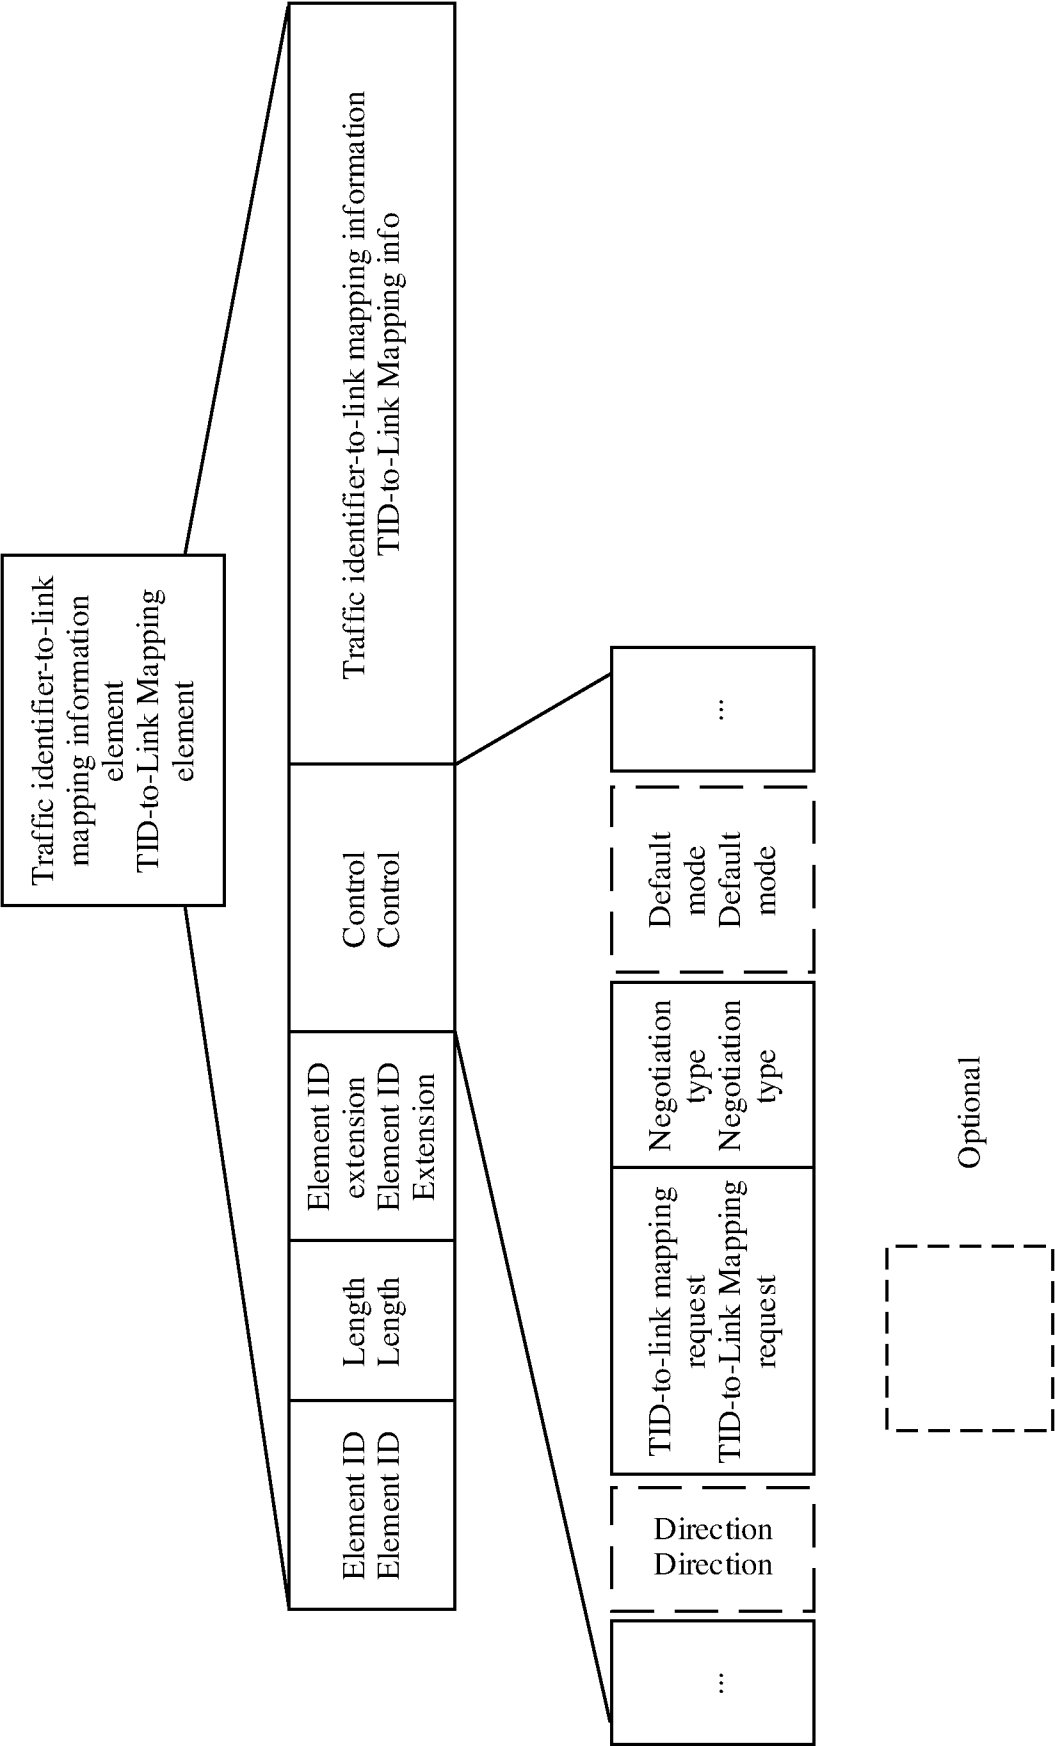 Traffic identifier-to-link
mapping information
element
TID-to-Link Mapping
element
Element ID
Element ID
Length
Length
Element ID
extension
Element ID
Extension
Control
Control
Traffic identifier-to-link mapping information
TID-to-Link Mapping info
...
Direction
Direction
TID-to-link mapping
request
TID-to-Link Mapping
request
Negotiation
type
Negotiation
type
Default
mode
Default
mode
...
Optional